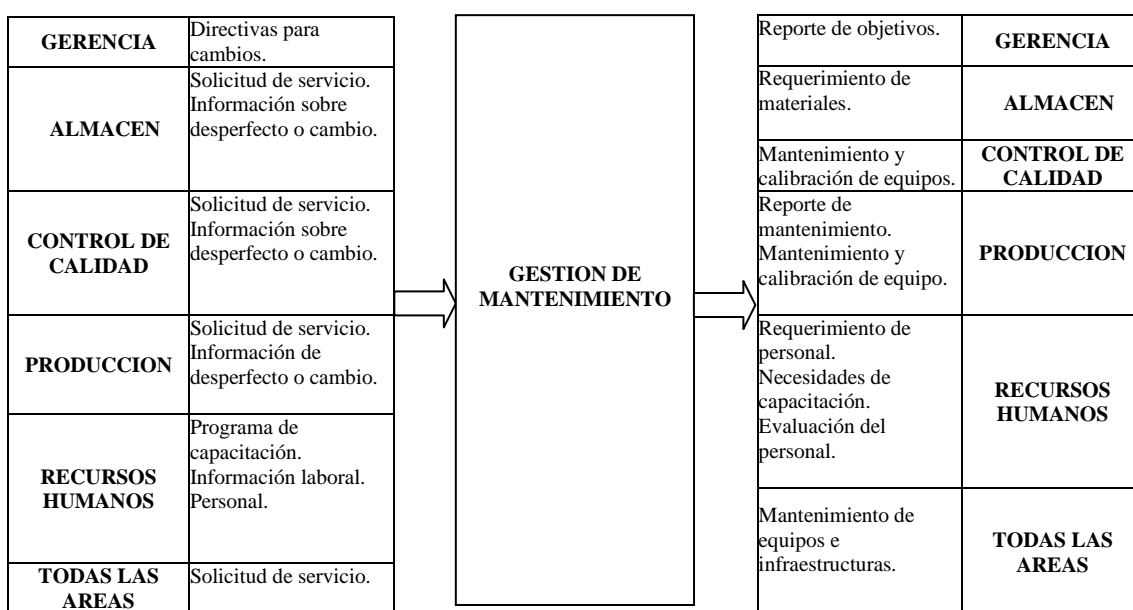 GERENCIA
Directivas para
cambios.
ALMACEN
Solicitud de servicio.
Información sobre
desperfecto o cambio.
CONTROL DE
CALIDAD
Solicitud de servicio.
Información sobre
desperfecto o cambio.
PRODUCCION
Solicitud de servicio.
Información de
desperfecto o cambio.
RECURSOS
HUMANOS
Programa de
capacitación.
Información laboral.
Personal.
TODAS LAS
AREAS
Solicitud de servicio.
GESTION DE
MANTENIMIENTO
Reporte de objetivos.
GERENCIA
Requerimiento de
materiales.
ALMACEN
Mantenimiento y
calibración de equipos.
CONTROL DE
CALIDAD
Reporte de
mantenimiento.
Mantenimiento y
calibración de equipo.
PRODUCCION
Requerimiento de
personal.
Necesidades de
capacitación.
Evaluación del
personal.
RECURSOS
HUMANOS
Mantenimiento de
equipos e
infraestructuras.
TODAS LAS
AREAS